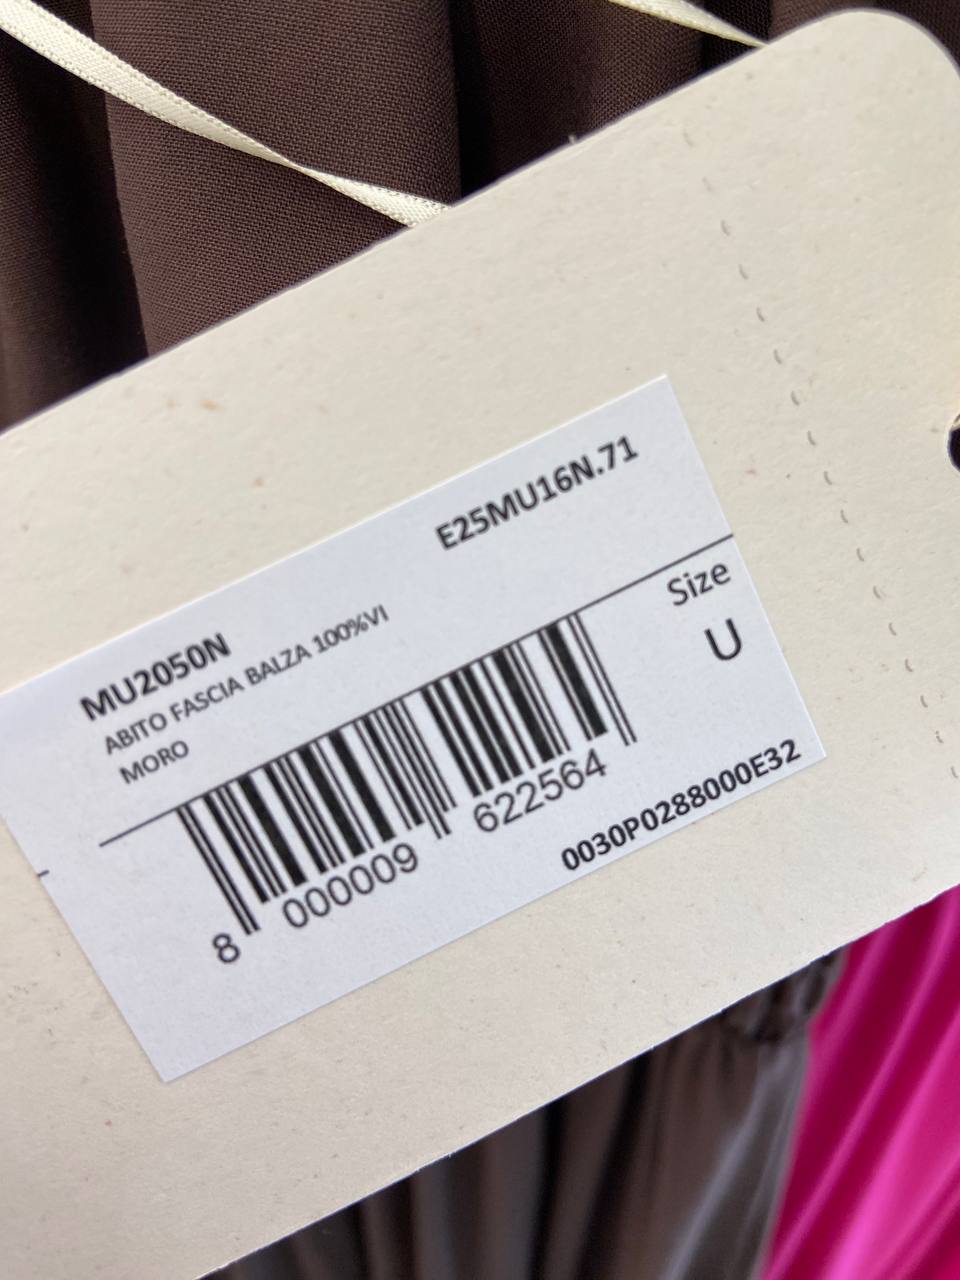 E25MU16N.71
MU2050N
ABITO FASCIA BALZA 100%VI
MORO
Size
U
8 000009 622564
0030P0288000E32